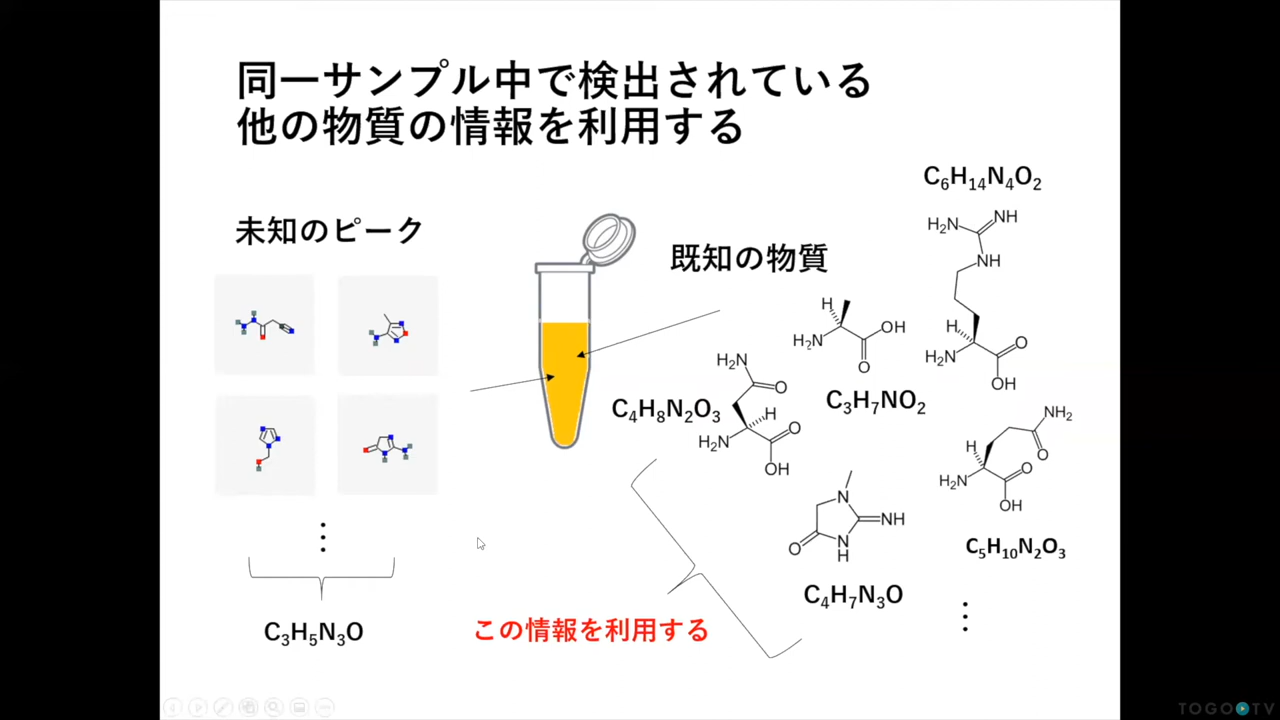 同一サンプル中で検出されている
他の物質の情報を利用する
未知のピーク
既知の物質
C6H14N4O2
H2N
NH
NH
H
H2N
O
OH
H
H2N
OH
O
C3H7NO2
H2N
O
C4H8N2O3
H
H2N
O
OH
NH2
O
H
H2N
O
OH
C5H10N2O3
N
NH
O
N
H
C4H7N3O
C3H5N3O
この情報を利用する
TOGO TV